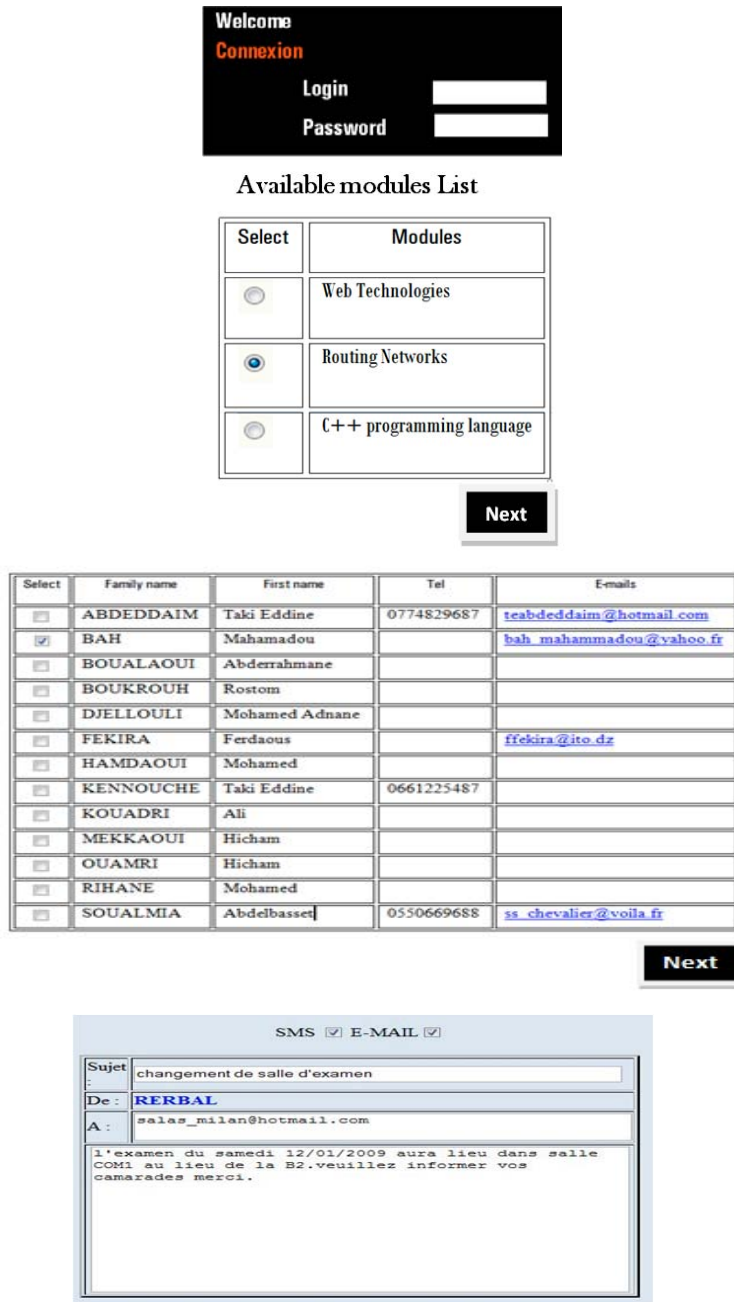 Welcome
Connexion
Login
Password
Available modules List
Select Modules
Web Technologies
Routing Networks
C++ programming language
Next
Select Family name First name Tel E-mails
ABDEDDAIM Taki Eddine 0774829687 teabdeddaim@hotmail.com
BAH Mahamadou bah_mahammadou@yahoo.fr
BOUALAOUI Abderrahmane
BOUKROUH Rostom
DJELLOULI Mohamed Adnane
FEKIRA Ferdaous ffekira@ito.dz
HAMDAOUI Mohamed
KENNOUCHE Taki Eddine 0661225487
KOUADRI Ali
MEKKAOUI Hicham
OUAMRI Hicham
RIHANE Mohamed
SOUALMIA Abdelbasset 0550669688 ss_chevalier@voila.fr
Next
SMS E-MAIL
Sujet : changement de salle d'examen
De : RERBAL
A : salas_milan@hotmail.com
l'examen du samedi 12/01/2009 aura lieu dans salle
COM1 au lieu de la B2.veuillez informer vos
camarades merci.